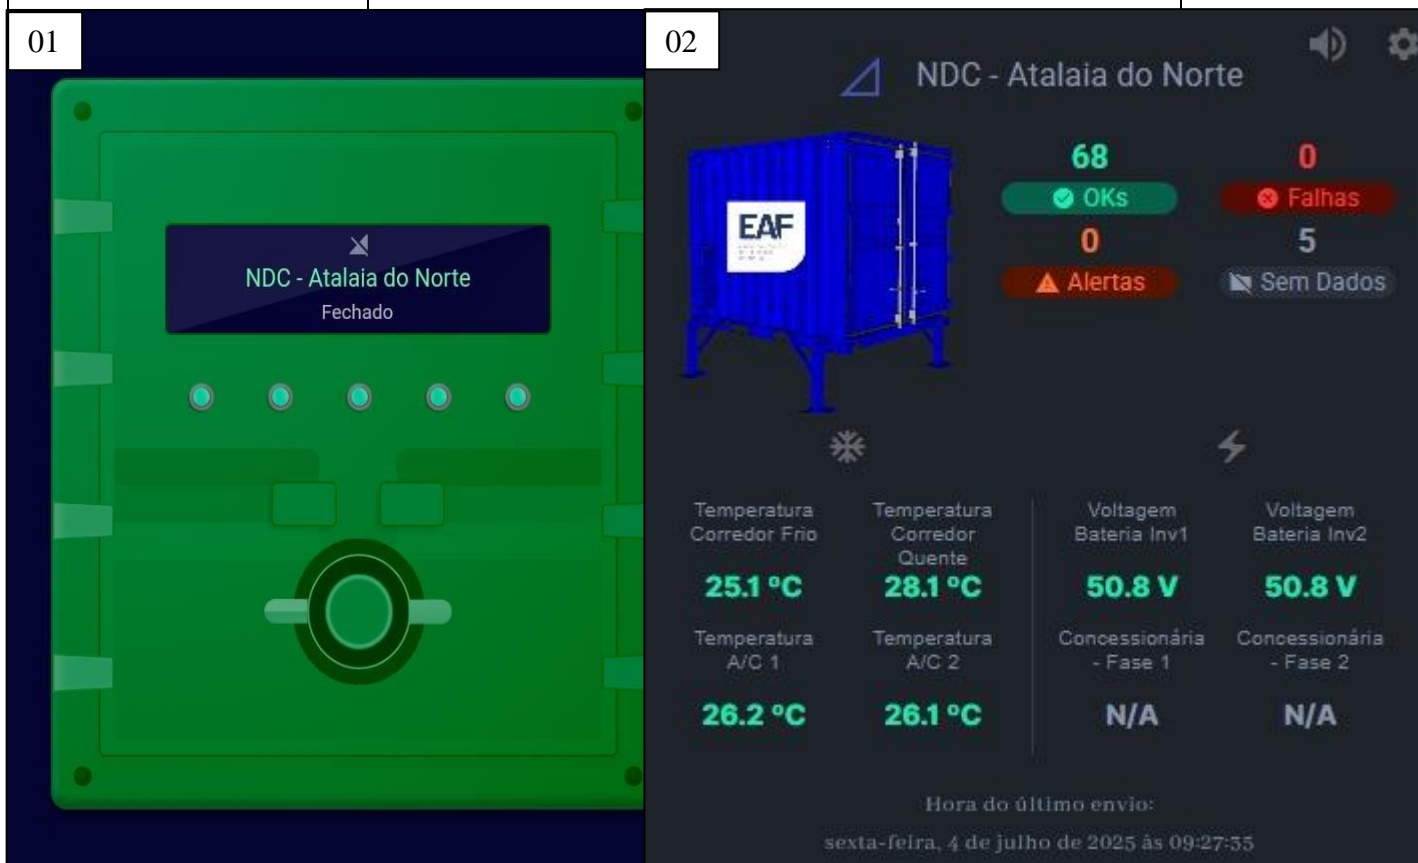 01
NDC - Atalaia do Norte
Fechado
02
NDC - Atalaia do Norte
EAF
68
0
OKs
Falhas
0
5
Alertas
Sem Dados
Temperatura
Corredor Frio
25.1 ºC
Temperatura
Corredor
Quente
28.1 ºC
Voltagem
Bateria Inv1
50.8 V
Voltagem
Bateria Inv2
50.8 V
Temperatura
A/C 1
26.2 ºC
Temperatura
A/C 2
26.1 ºC
Concessionária
- Fase 1
N/A
Concessionária
- Fase 2
N/A
Hora do último envio:
sexta-feira, 4 de julho de 2025 às 09:27:35